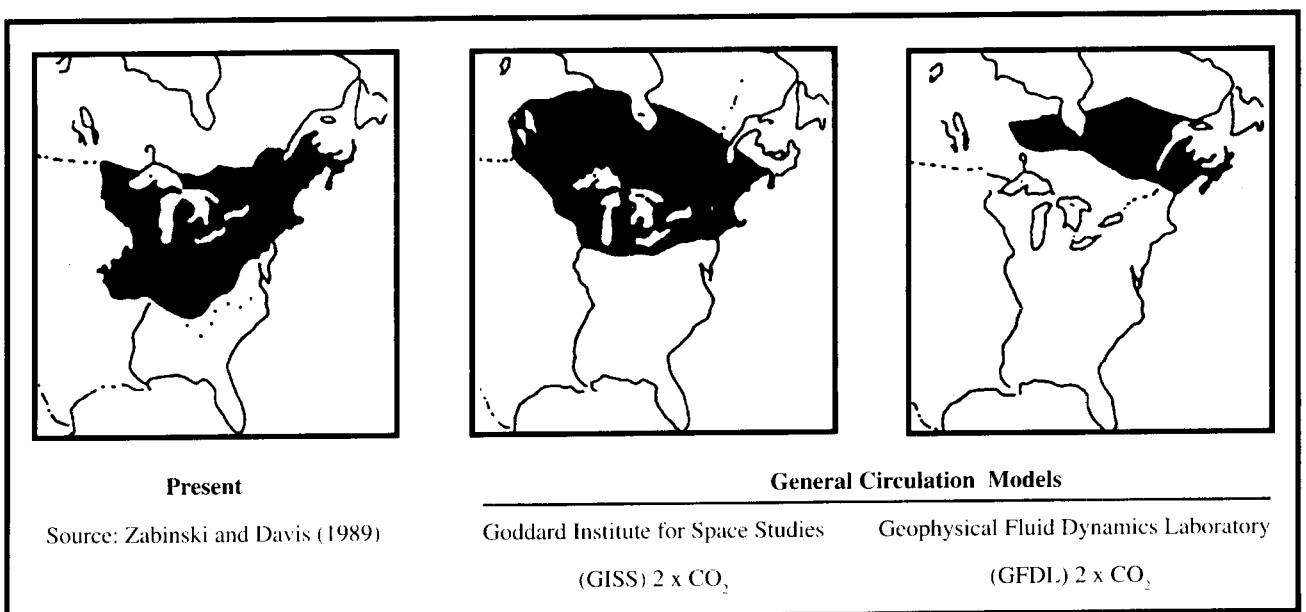 Present
Source: Zabinski and Davis (1989)
General Circulation Models
Goddard Institute for Space Studies
(GISS) 2 x CO₂
Geophysical Fluid Dynamics Laboratory
(GFDL) 2 x CO₂